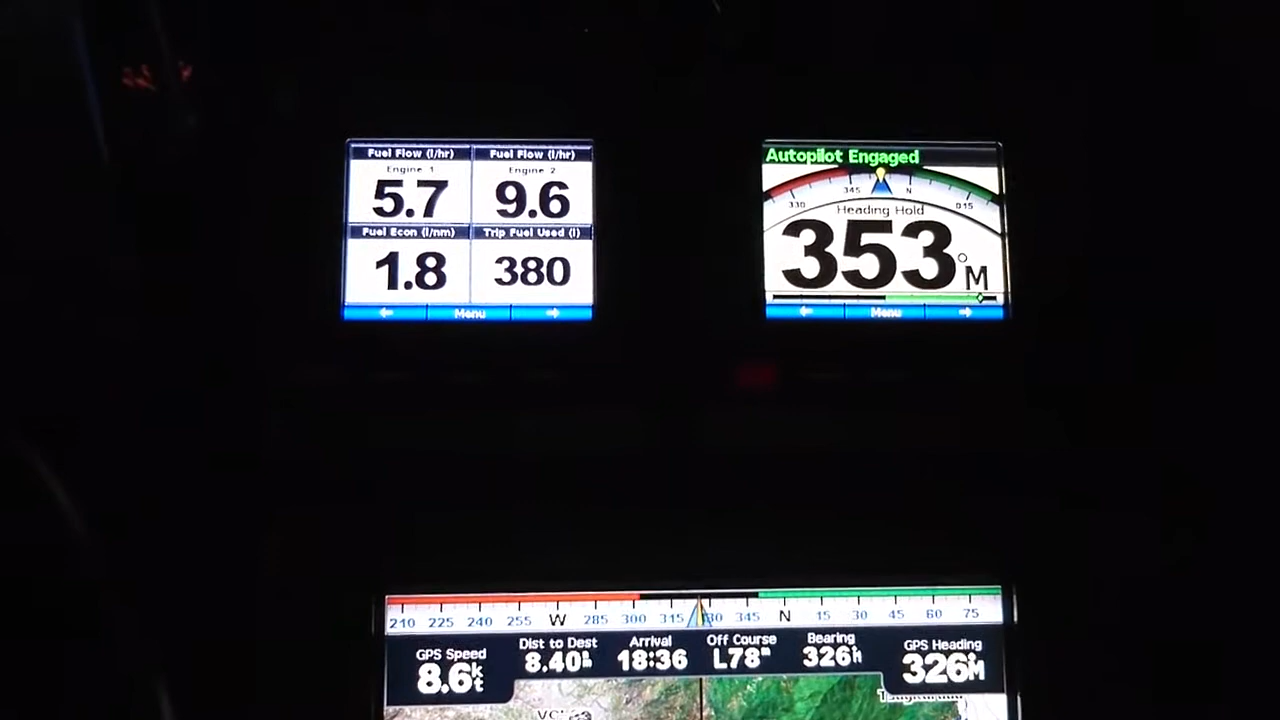 Fuel Flow (l/hr) Fuel Flow (l/hr)
Engine 1 Engine 2
5.7 9.6
Fuel Econ (l/nm) Trip Fuel Used (l)
1.8 380
← Menu →
Autopilot Engaged
330 345 N 015
Heading Hold
353°M
← Menu →
210 225 240 255 W 285 300 315 330 345 N 15 30 45 60 75
GPS Speed Dist to Dest Arrival Off Course Bearing GPS Heading
8.6kt 8.40 18:36 L78m 326°M 326°M